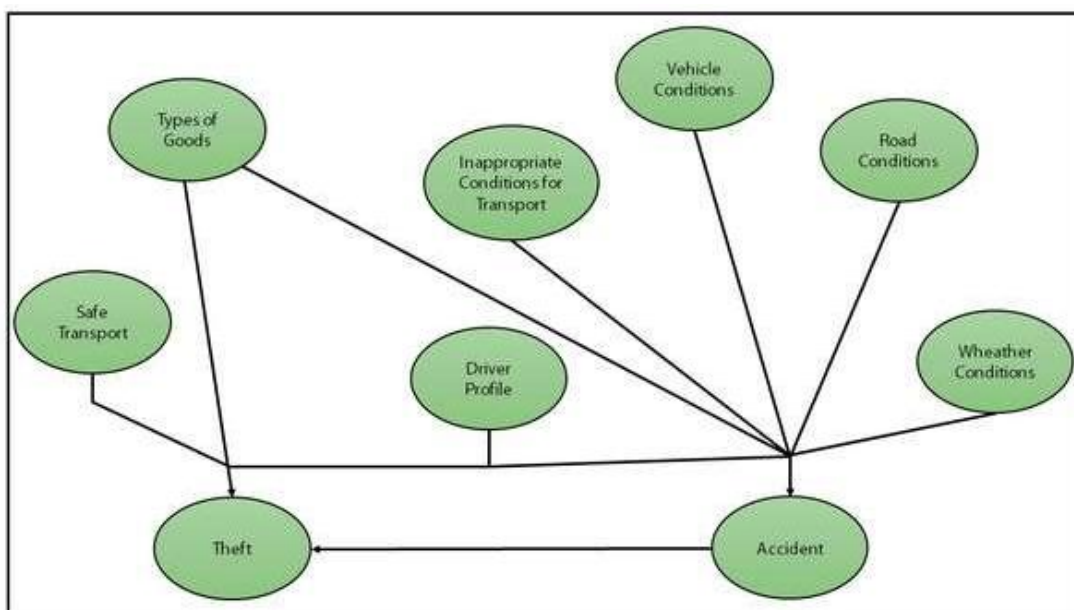 Vehicle
Conditions
Types of
Goods
Road
Conditions
Inappropriate
Conditions for
Transport
Safe
Transport
Driver
Profile
Wheather
Conditions
Theft
Accident